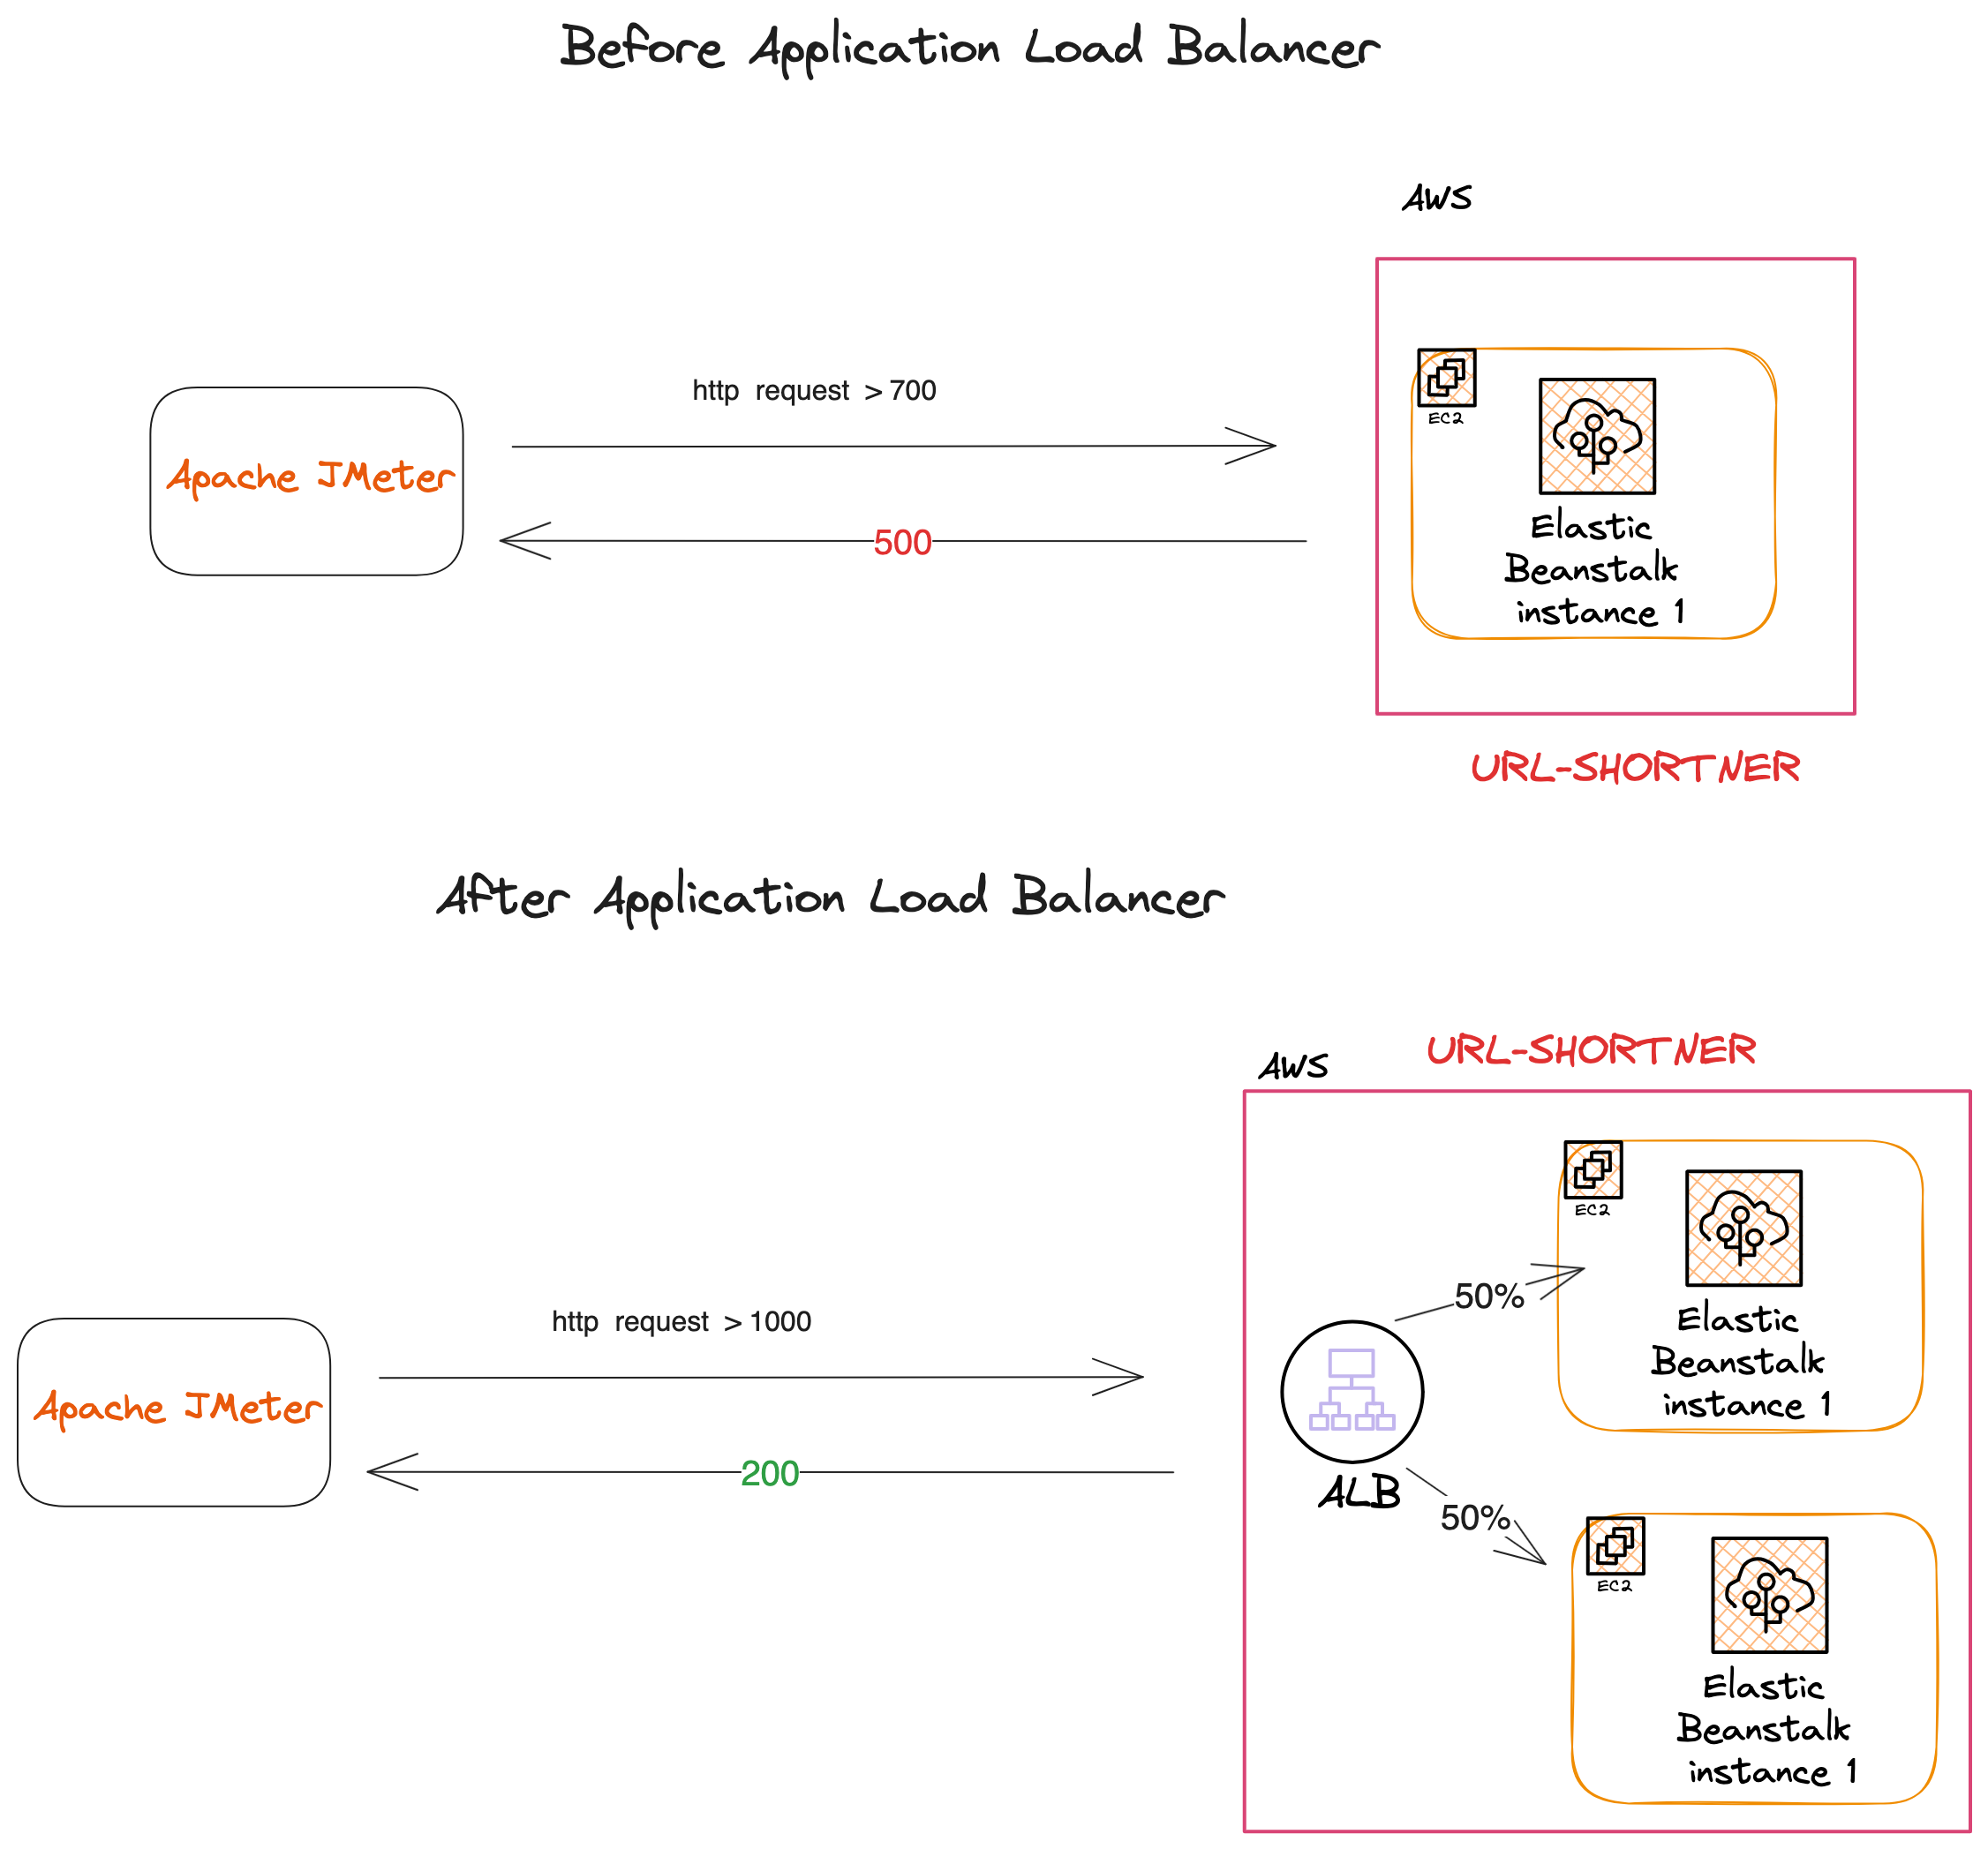 Before Application Load Balancer
AWS
http request > 700
EC2
Apache JMeter
500
Elastic
Beanstalk
instance 1
URL-SHORTNER
After Application Load Balancer
URL-SHORTNER
AWS
EC2
http request > 1000
50%
Elastic
Beanstalk
instance 1
Apache JMeter
200
ALB
50%
EC2
Elastic
Beanstalk
instance 1